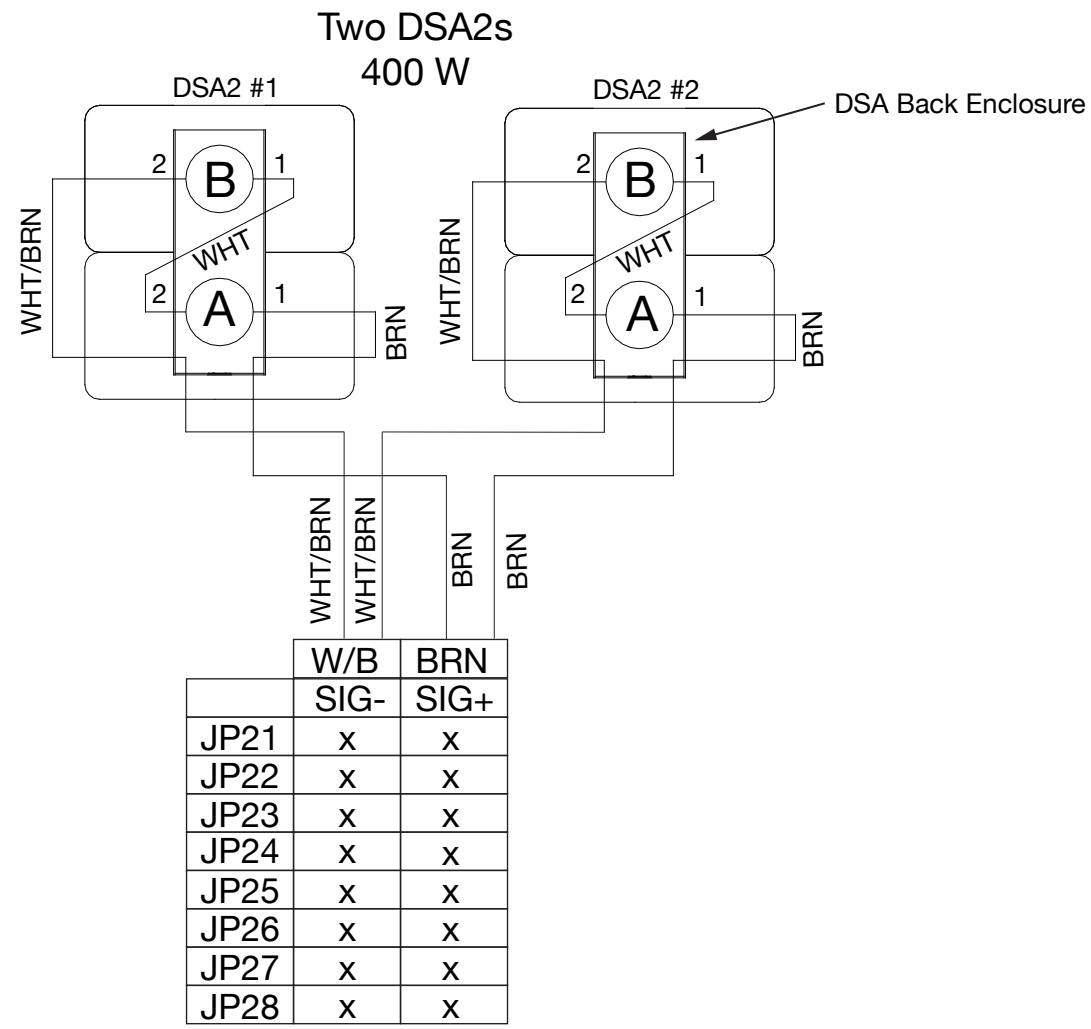 Two DSA2s
400 W
DSA2 #1
DSA2 #2
DSA Back Enclosure
2 B 1
2 B 1
WHT/BRN
WHT
WHT/BRN
WHT
2 A 1
BRN
2 A 1
BRN
WHT/BRN
WHT/BRN
BRN
BRN
W/B BRN
SIG- SIG+
JP21 x x
JP22 x x
JP23 x x
JP24 x x
JP25 x x
JP26 x x
JP27 x x
JP28 x x